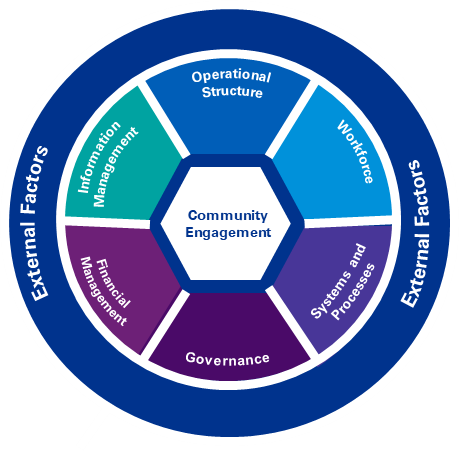 Operational
Structure
Workforce
Systems and
Processes
Governance
Financial
Management
Information
Management
Community
Engagement
External Factors
External Factors